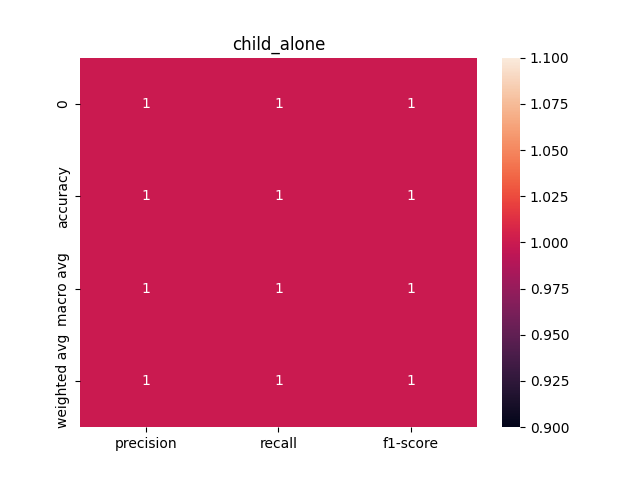 child_alone
0
1 1 1
accuracy
1 1 1
macro avg
1 1 1
weighted avg
1 1 1
precision recall f1-score
1.100
1.075
1.050
1.025
1.000
0.975
0.950
0.925
0.900